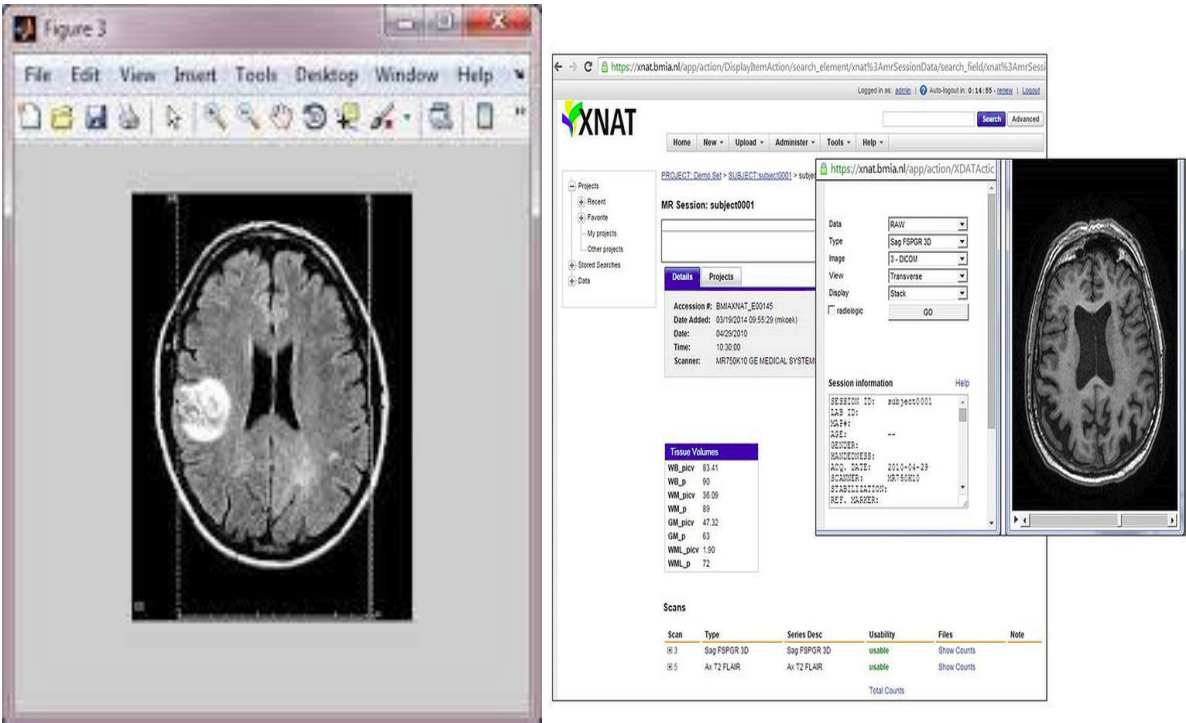 Figure 3
File Edit View Insert Tools Desktop Window Help
https://xnat.bmia.nl/app/action/DisplayItemAction/search_element/xnat%3AmrSessionData/search_field/xnat%3AmrSessi
Logged in as: admin | Auto-logout in: 0:14:55 - renew | Logout
XNAT
Search Advanced
Home New Upload Administer Tools Help
Projects
Recent
Favorite
My projects
Other projects
Stored Searches
Data
PROJECT: Demo Set > SUBJECT: subject0001 > subje
MR Session: subject0001
Details Projects
Accession #: BMIAXNAT_E00145
Date Added: 03/19/2014 09:55:29 (mkoek)
Date: 04/29/2010
Time: 10:30:00
Scanner: MR750K10 GE MEDICAL SYSTEMS
Tissue Volumes
WB_picv 83.41
WB_p 90
WM_picv 36.09
WM_p 89
GM_picv 47.32
GM_p 63
WML_picv 1.90
WML_p 72
Scans
Scan Type Series Desc Usability Files Note
3 Sag FSPGR 3D Sag FSPGR 3D usable Show Counts
5 Ax T2 FLAIR Ax T2 FLAIR usable Show Counts
Total Counts
https://xnat.bmia.nl/app/action/XDATActic
Data RAW
Type Sag FSPGR 3D
Image 3 - DICOM
View Transverse
Display Stack
radiologic GO
Session information Help
SESSION ID: subject0001
LAB ID:
MAP#:
AGE: --
GENDER:
HANDEDNESS:
ACQ. DATE: 2010-04-29
SCANNER: MR750K10
STABILIZATION:
REF. MARKER: